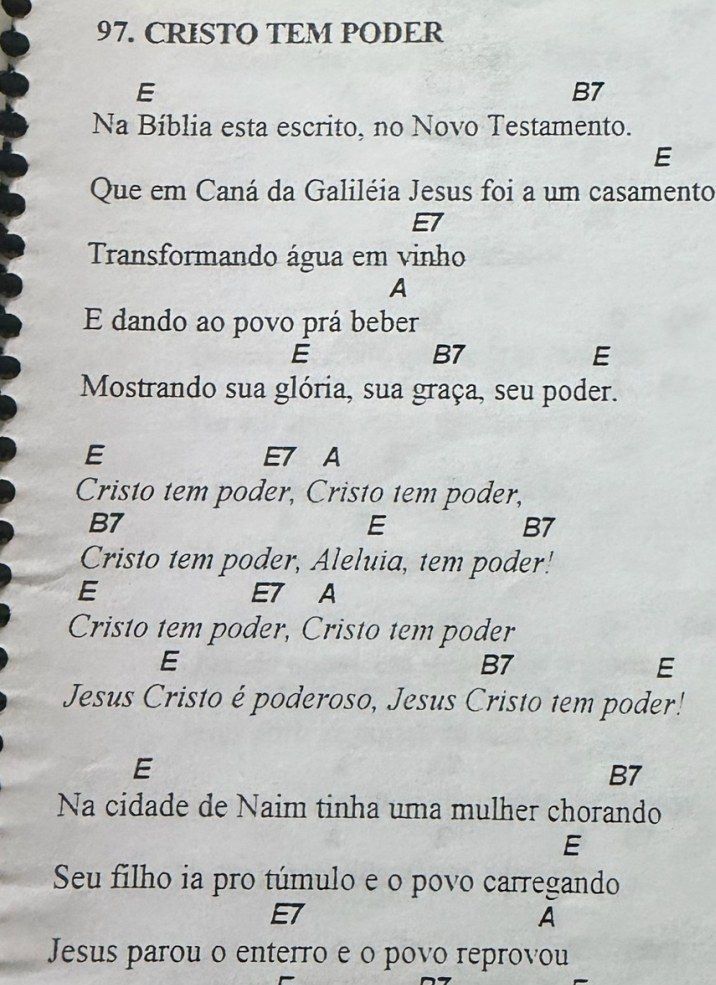 97. CRISTO TEM PODER
E B7
Na Bíblia esta escrito, no Novo Testamento.
E
Que em Caná da Galiléia Jesus foi a um casamento
E7
Transformando água em vinho
A
E dando ao povo prá beber
E B7 E
Mostrando sua glória, sua graça, seu poder.
E E7 A
Cristo tem poder, Cristo tem poder,
B7 E B7
Cristo tem poder, Aleluia, tem poder!
E E7 A
Cristo tem poder, Cristo tem poder
E B7 E
Jesus Cristo é poderoso, Jesus Cristo tem poder!
E B7
Na cidade de Naim tinha uma mulher chorando
E
Seu filho ia pro túmulo e o povo carregando
E7 A
Jesus parou o enterro e o povo reprovou